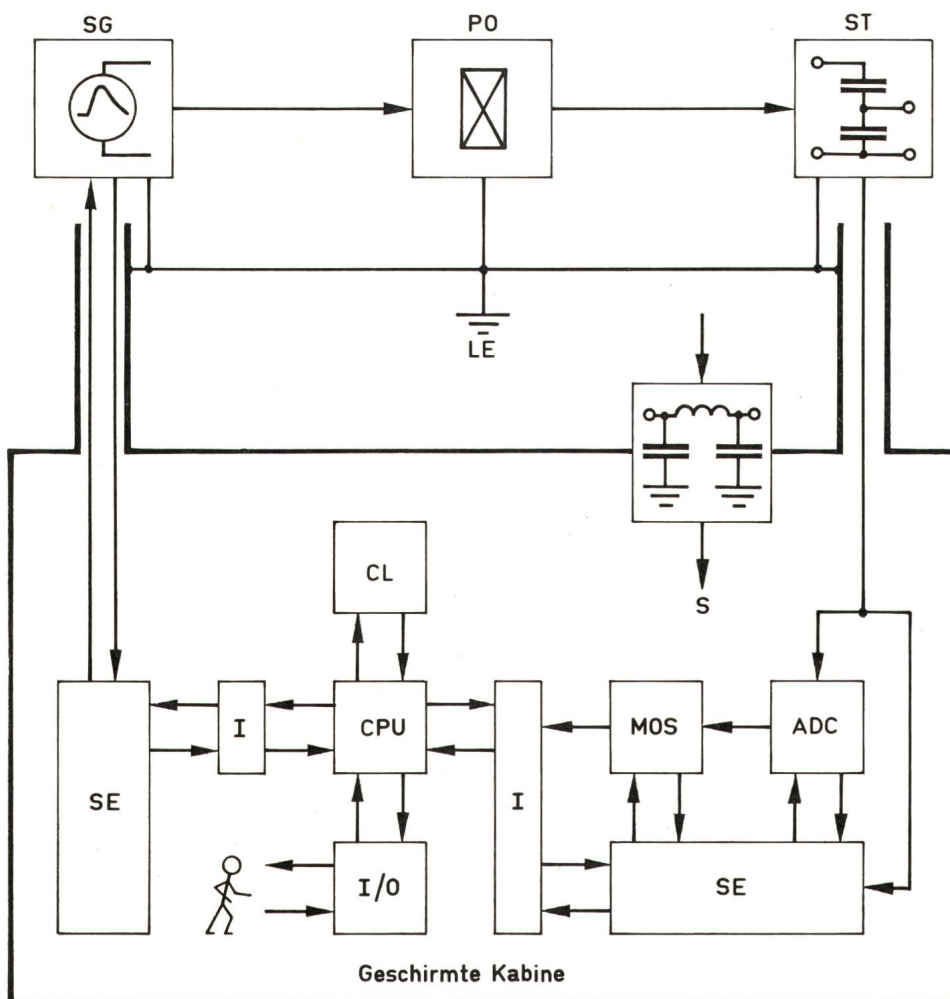 SG
PO
ST
LE
S
CL
I
CPU
MOS
ADC
SE
I
I/O
SE
Geschirmte Kabine